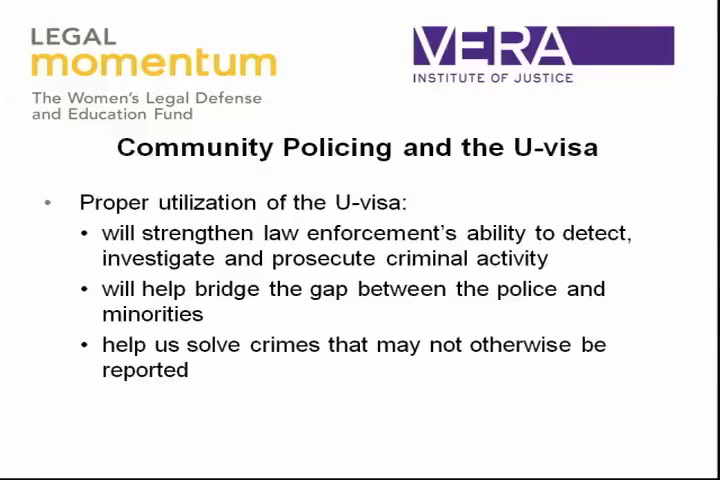 LEGAL
momentum
The Women's Legal Defense
and Education Fund
VERA
INSTITUTE OF JUSTICE
Community Policing and the U-visa
• Proper utilization of the U-visa:
• will strengthen law enforcement's ability to detect,
investigate and prosecute criminal activity
• will help bridge the gap between the police and
minorities
• help us solve crimes that may not otherwise be
reported